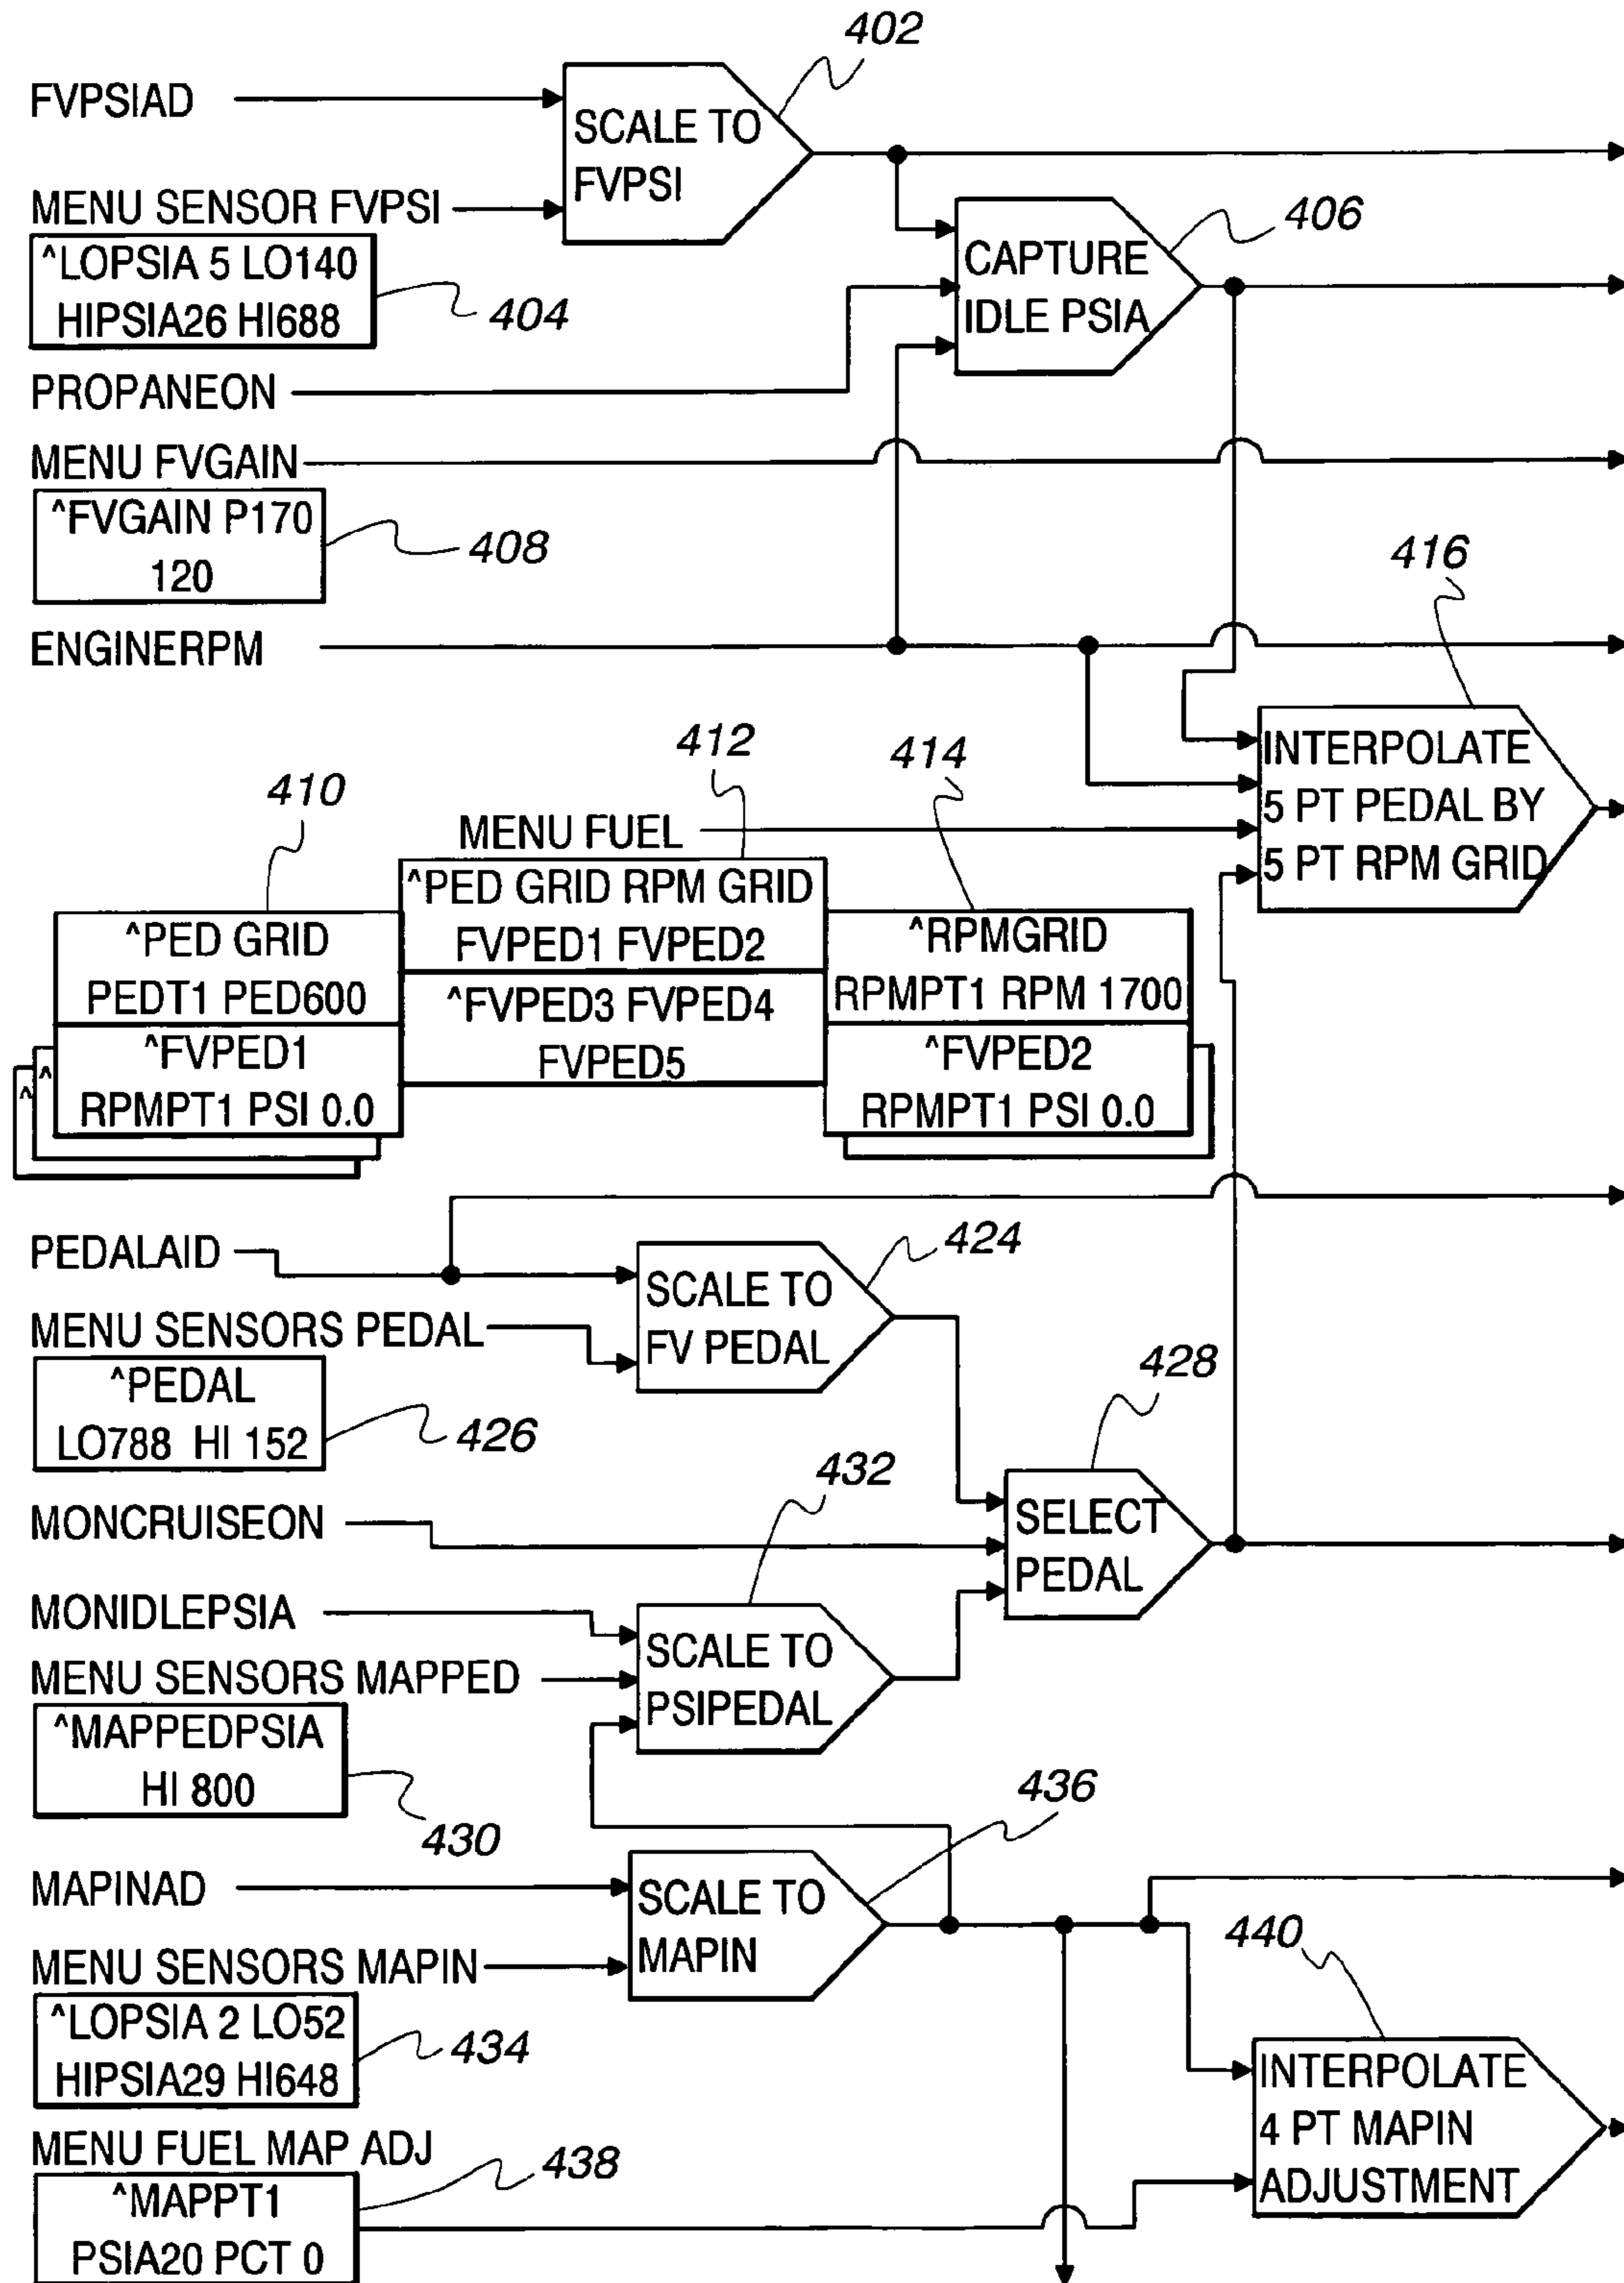 402
FVPSIAD
SCALE TO
FVPSI
MENU SENSOR FVPSI
^LOPSIA 5 LO140
HIPSIA26 HI688
404
406
CAPTURE
IDLE PSIA
PROPANEON
MENU FVGAIN
^FVGAIN P170
120
408
416
ENGINERPM
INTERPOLATE
5 PT PEDAL BY
5 PT RPM GRID
410
412
414
MENU FUEL
^PED GRID RPM GRID
FVPED1 FVPED2
^FVPED3 FVPED4
FVPED5
^PED GRID
PEDT1 PED600
^FVPED1
RPMPT1 PSI 0.0
^
^
^RPMGRID
RPMPT1 RPM 1700
^FVPED2
RPMPT1 PSI 0.0
PEDALAID
424
SCALE TO
FV PEDAL
MENU SENSORS PEDAL
^PEDAL
LO788 HI 152
426
428
432
MONCRUISEON
SELECT
PEDAL
MONIDLEPSIA
SCALE TO
PSIPEDAL
MENU SENSORS MAPPED
^MAPPEDPSIA
HI 800
430
436
MAPINAD
SCALE TO
MAPIN
440
MENU SENSORS MAPIN
^LOPSIA 2 LO52
HIPSIA29 HI648
434
INTERPOLATE
4 PT MAPIN
ADJUSTMENT
MENU FUEL MAP ADJ
438
^MAPPT1
PSIA20 PCT 0